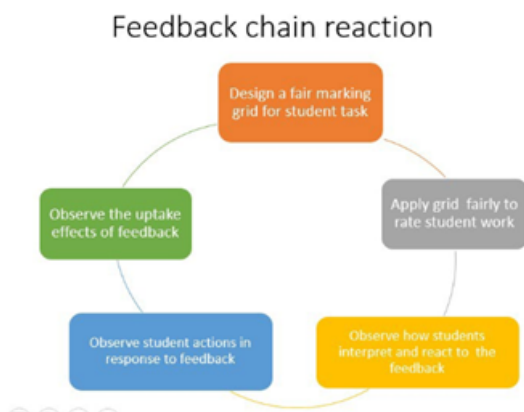 Feedback chain reaction
Design a fair marking
grid for student task
Apply grid fairly to
rate student work
Observe how students
interpret and react to the
feedback
Observe student actions in
response to feedback
Observe the uptake
effects of feedback